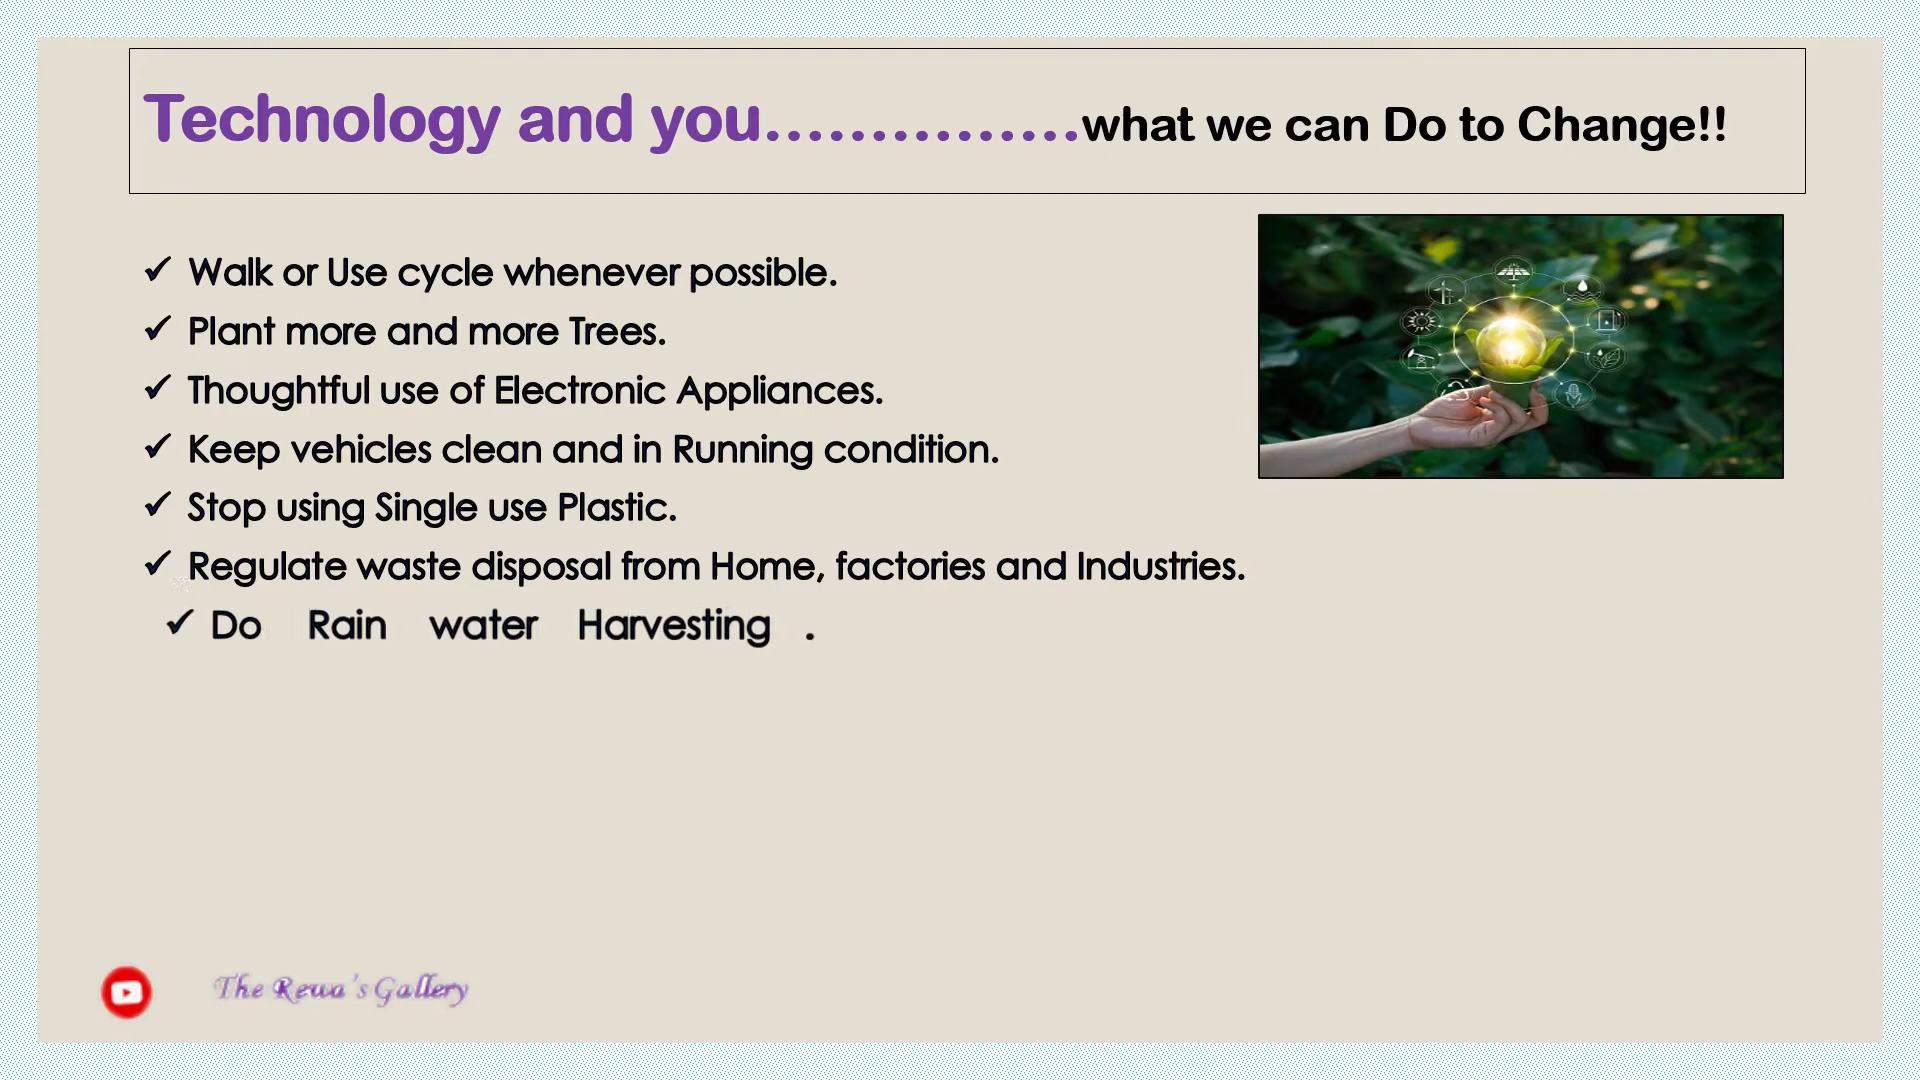 Technology and you...............what we can Do to Change!!
✓ Walk or Use cycle whenever possible.
✓ Plant more and more Trees.
✓ Thoughtful use of Electronic Appliances.
✓ Keep vehicles clean and in Running condition.
✓ Stop using Single use Plastic.
✓ Regulate waste disposal from Home, factories and Industries.
✓ Do Rain water Harvesting .
The Rewa's Gallery